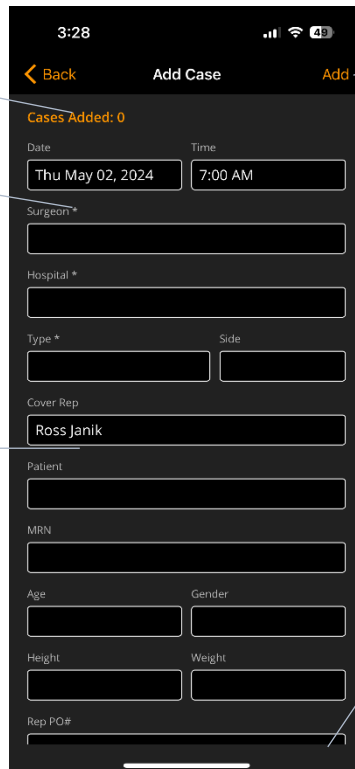 3:28 49
Back Add Case Add
Cases Added: 0
Date Time
Thu May 02, 2024 7:00 AM
Surgeon *
Hospital *
Type * Side
Cover Rep
Ross Janik
Patient
MRN
Age Gender
Height Weight
Rep PO#